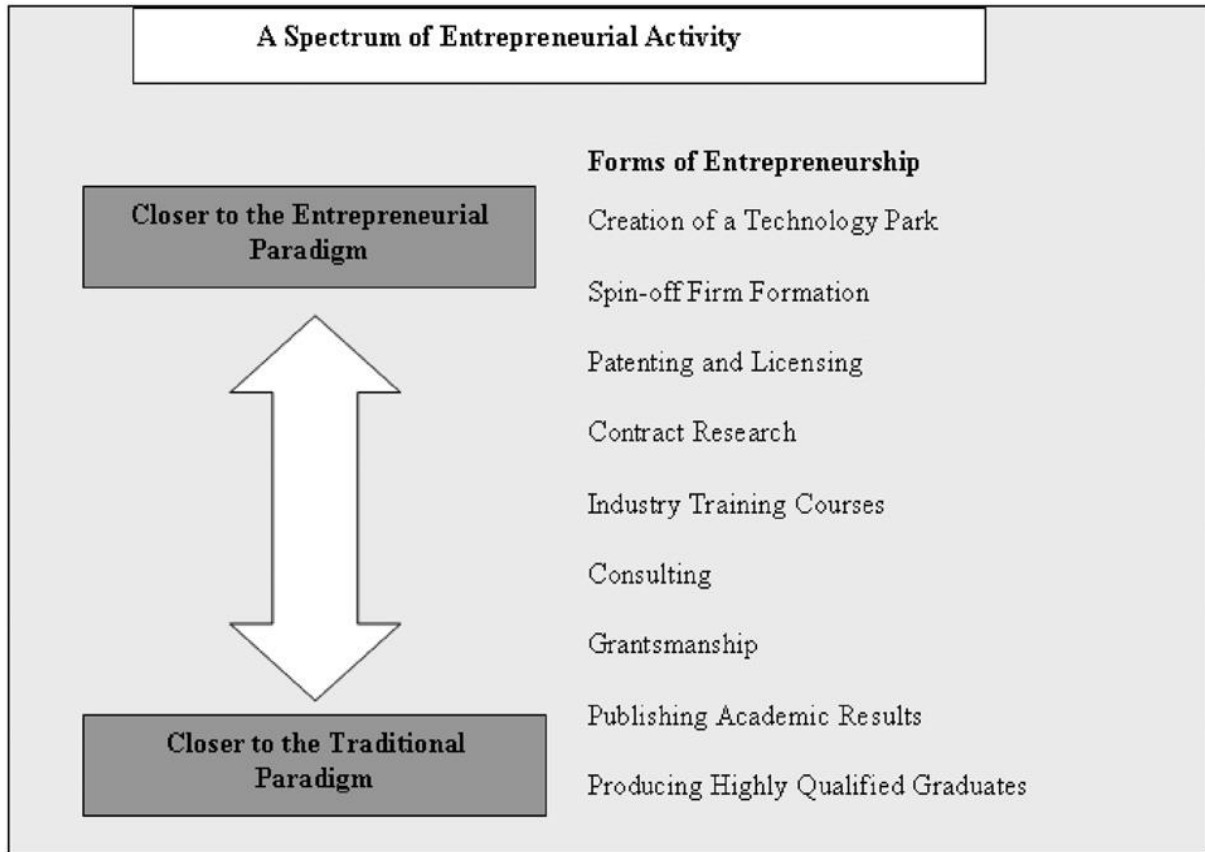 A Spectrum of Entrepreneurial Activity
Forms of Entrepreneurship
Closer to the Entrepreneurial
Paradigm
Creation of a Technology Park
Spin-off Firm Formation
Patenting and Licensing
Contract Research
Industry Training Courses
Consulting
Grantsmanship
Publishing Academic Results
Closer to the Traditional
Paradigm
Producing Highly Qualified Graduates